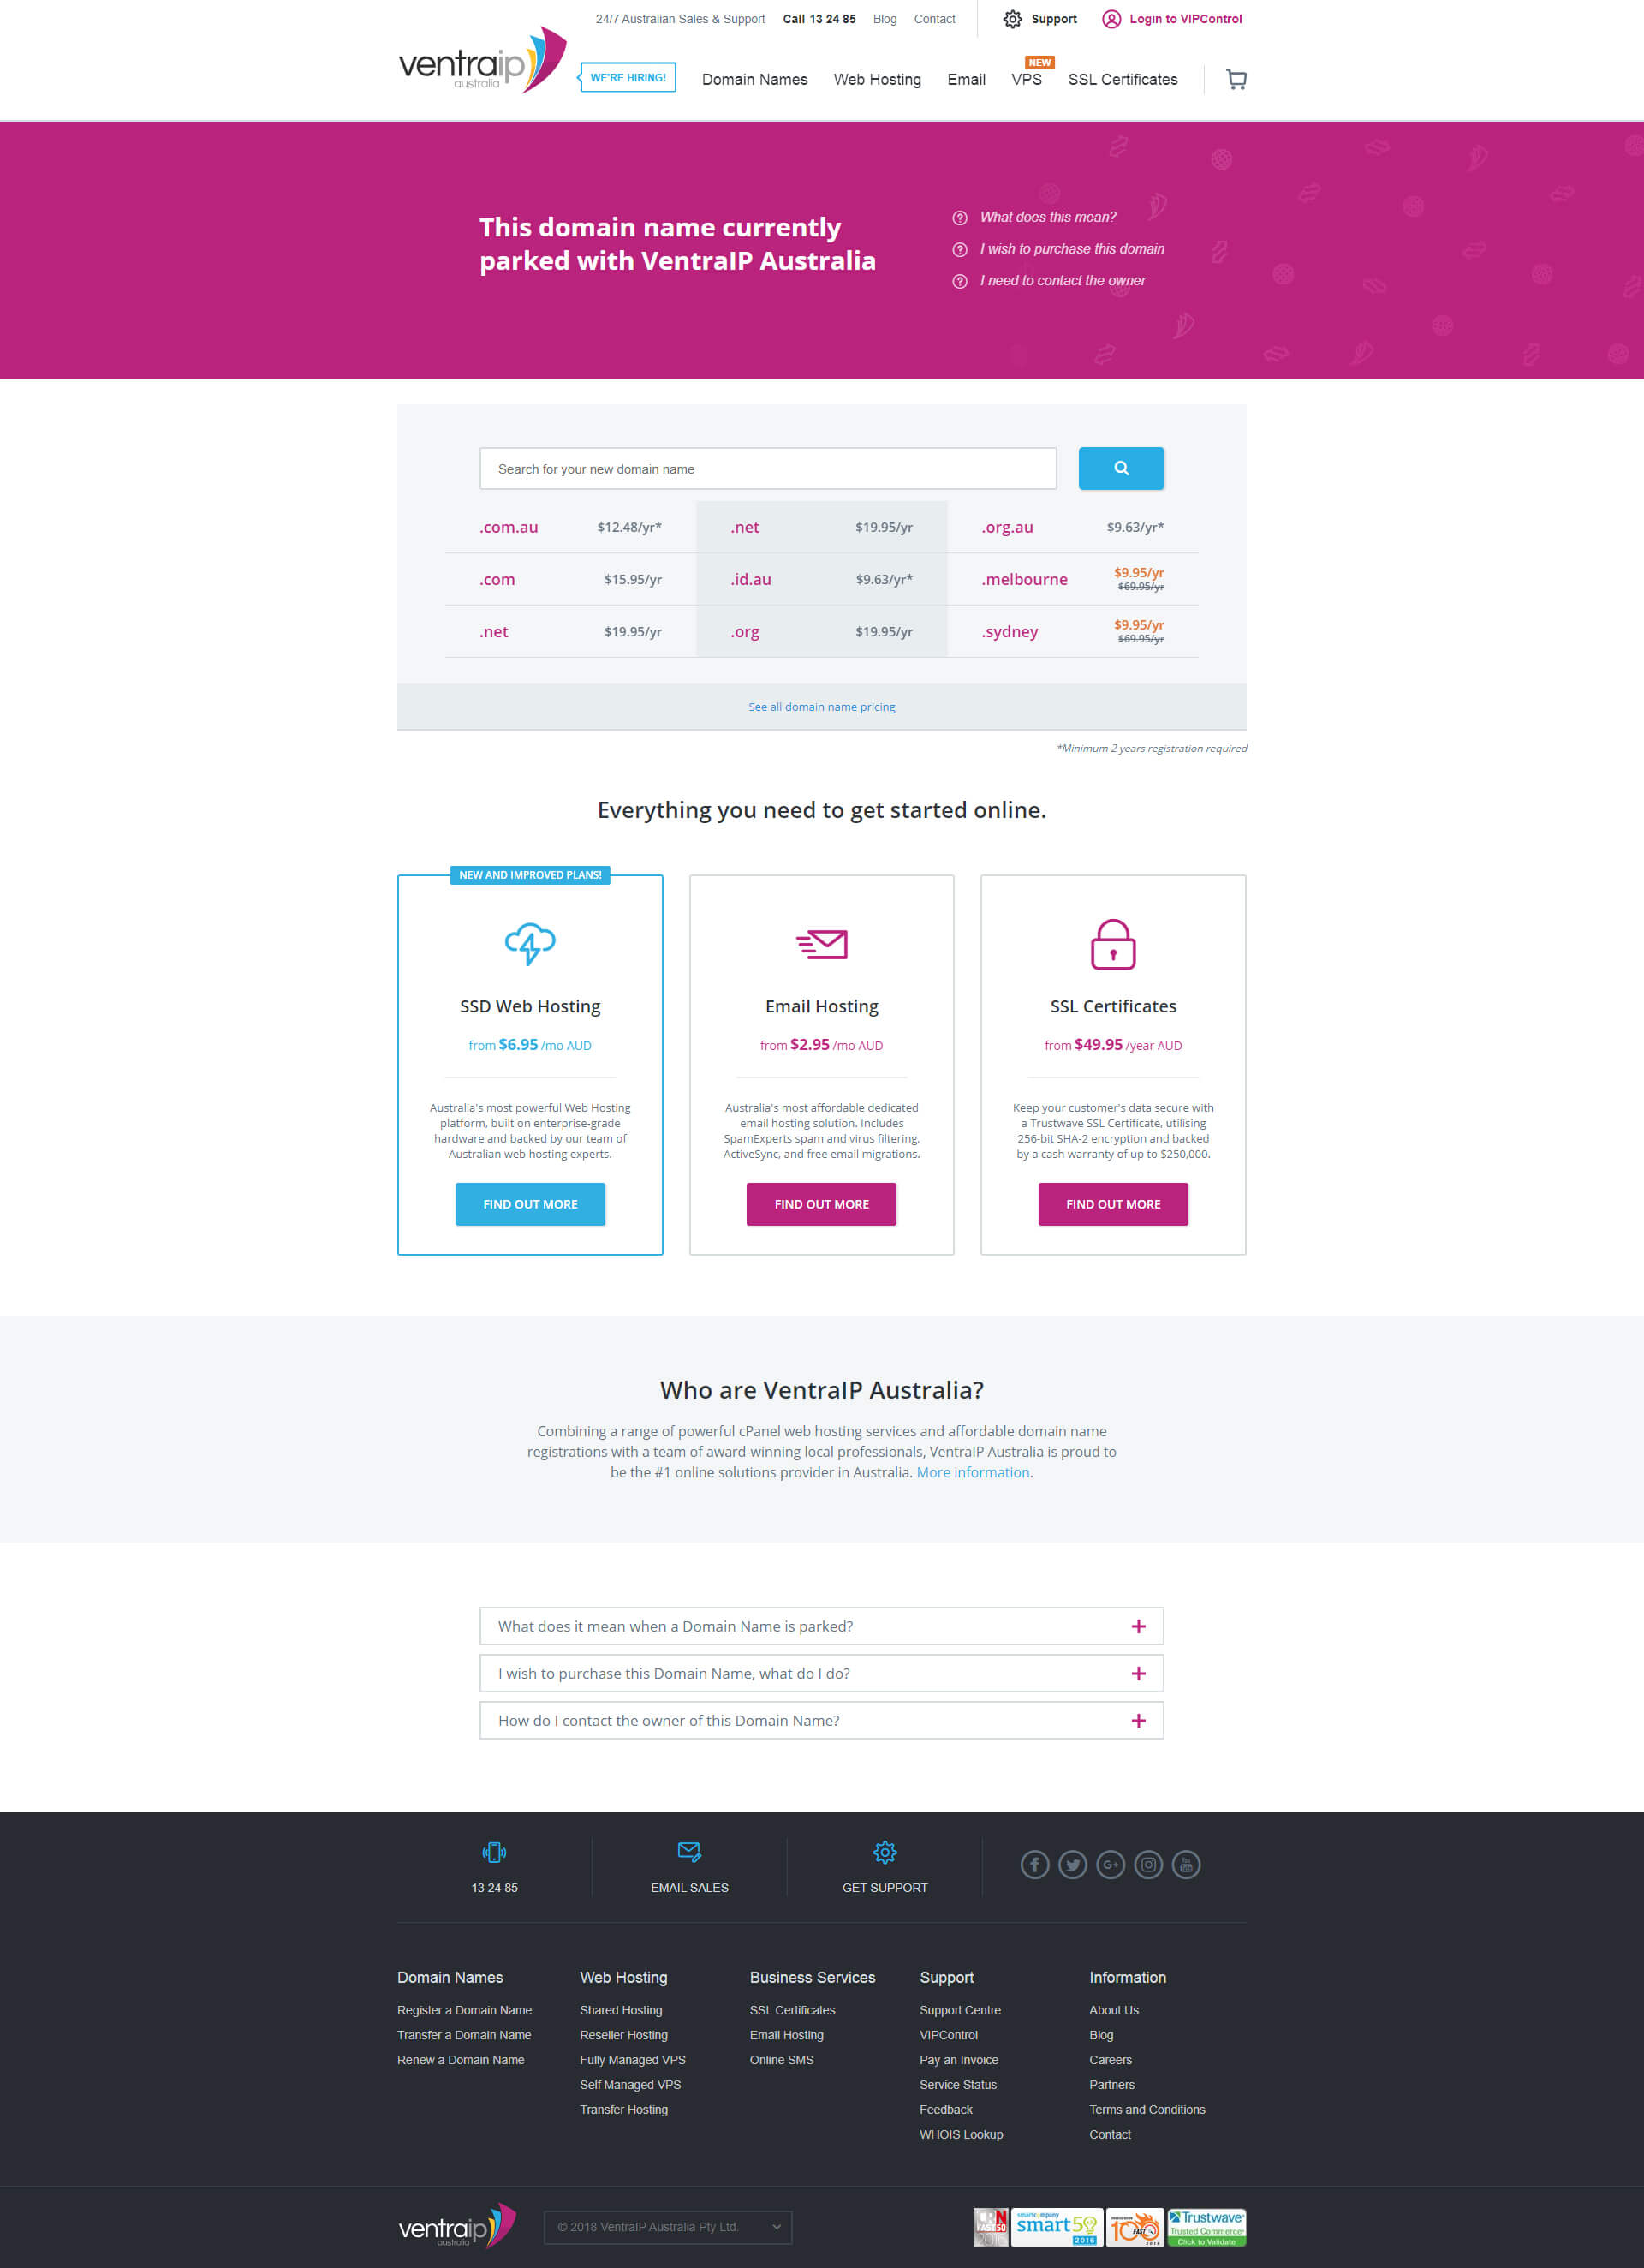 24/7 Australian Sales & Support Call 13 24 85 Blog Contact Support Login to VIPControl
ventraip
australia
WE'RE HIRING!
NEW
Domain Names Web Hosting Email VPS SSL Certificates
This domain name currently
parked with VentraIP Australia
What does this mean?
I wish to purchase this domain
I need to contact the owner
Search for your new domain name
.com.au $12.48/yr* .net $19.95/yr .org.au $9.63/yr*
.com $15.95/yr .id.au $9.63/yr* .melbourne $9.95/yr
$69.95/yr
.net $19.95/yr .org $19.95/yr .sydney $9.95/yr
$69.95/yr
See all domain name pricing
*Minimum 2 years registration required
Everything you need to get started online.
NEW AND IMPROVED PLANS!
SSD Web Hosting
from $6.95 /mo AUD
Australia's most powerful Web Hosting
platform, built on enterprise-grade
hardware and backed by our team of
Australian web hosting experts.
FIND OUT MORE
Email Hosting
from $2.95 /mo AUD
Australia's most affordable dedicated
email hosting solution. Includes
SpamExperts spam and virus filtering,
ActiveSync, and free email migrations.
FIND OUT MORE
SSL Certificates
from $49.95 /year AUD
Keep your customer's data secure with
a Trustwave SSL Certificate, utilising
256-bit SHA-2 encryption and backed
by a cash warranty of up to $250,000.
FIND OUT MORE
Who are VentraIP Australia?
Combining a range of powerful cPanel web hosting services and affordable domain name
registrations with a team of award-winning local professionals, VentraIP Australia is proud to
be the #1 online solutions provider in Australia. More information.
What does it mean when a Domain Name is parked?
I wish to purchase this Domain Name, what do I do?
How do I contact the owner of this Domain Name?
13 24 85
EMAIL SALES
GET SUPPORT
Domain Names
Register a Domain Name
Transfer a Domain Name
Renew a Domain Name
Web Hosting
Shared Hosting
Reseller Hosting
Fully Managed VPS
Self Managed VPS
Transfer Hosting
Business Services
SSL Certificates
Email Hosting
Online SMS
Support
Support Centre
VIPControl
Pay an Invoice
Service Status
Feedback
WHOIS Lookup
Information
About Us
Blog
Careers
Partners
Terms and Conditions
Contact
ventraip
australia
© 2018 VentraIP Australia Pty Ltd.
CRN
FAST50
smart50
2016
100
FAST
Trustwave
Trusted Commerce
Click to Validate